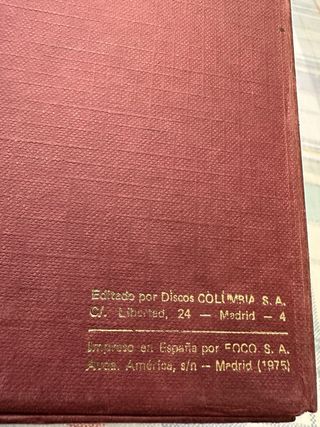 Editado por Discos COLUMBIA S. A.
C/. Libertad, 24 — Madrid — 4
Impreso en España por FOCO. S. A.
Avda. América, s/n — Madrid (1975)